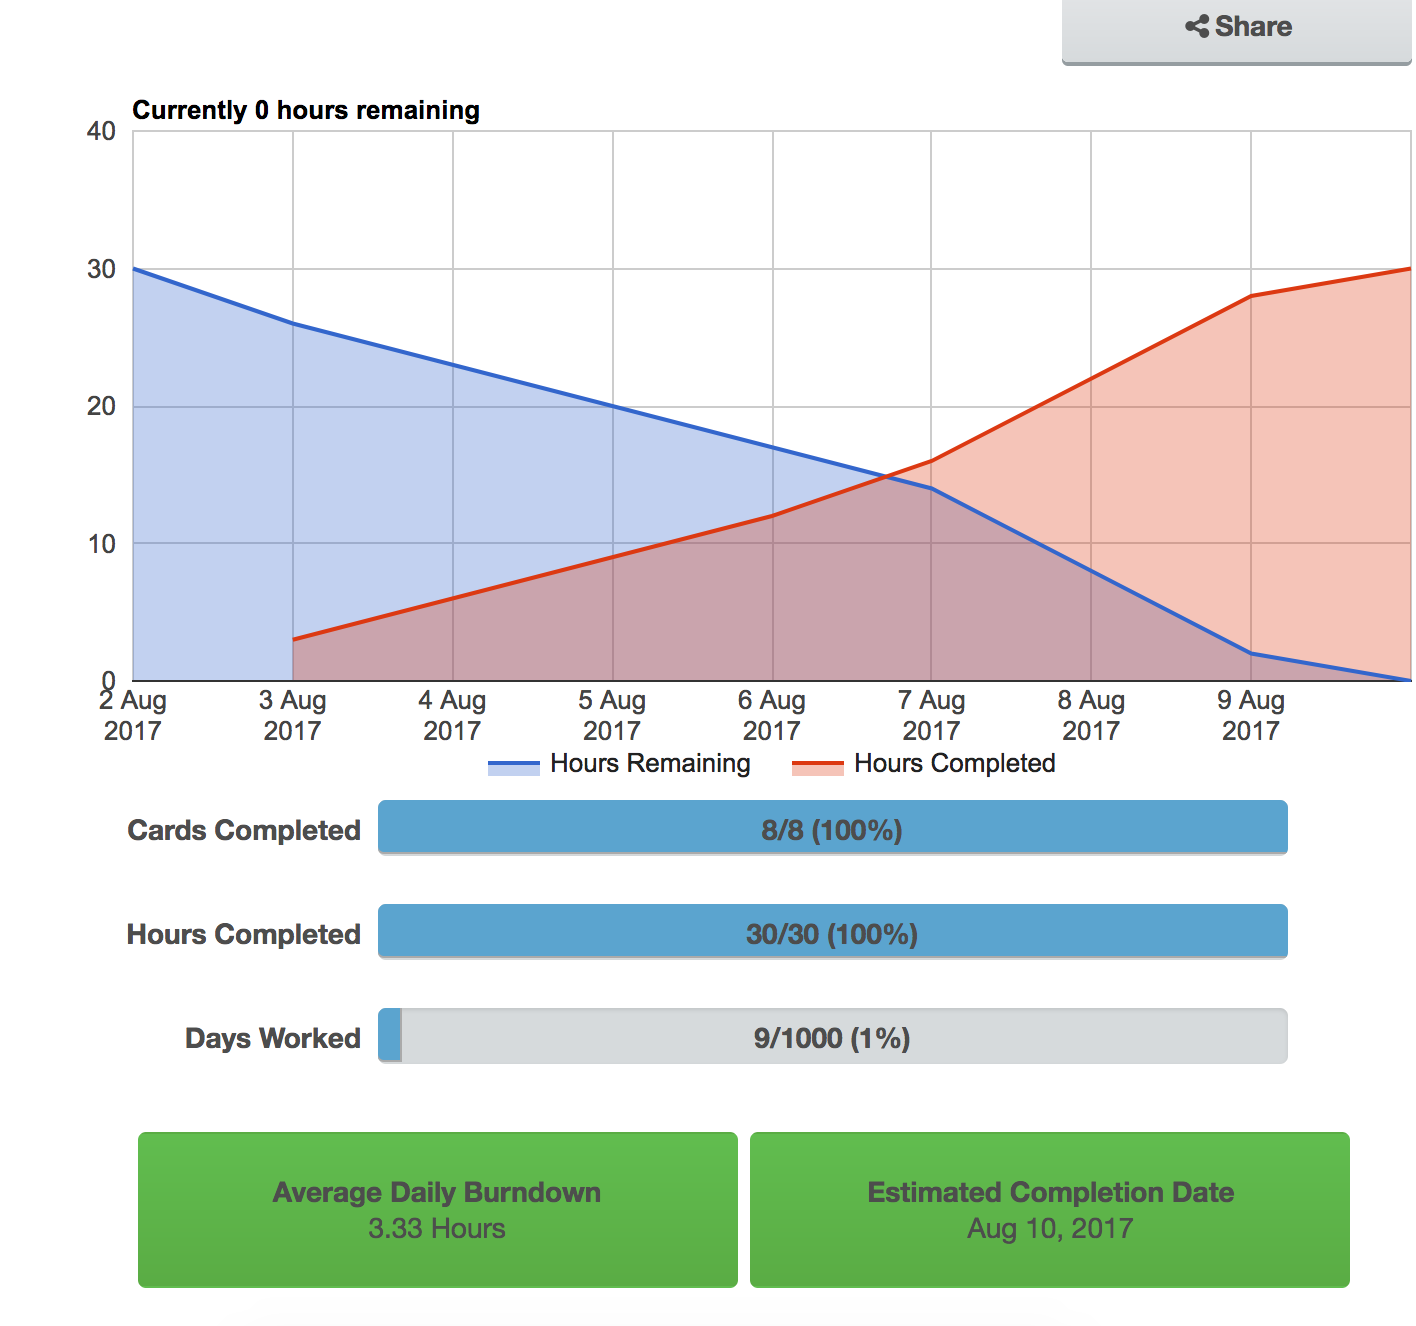 Share
Currently 0 hours remaining
40
30
20
10
0
2 Aug 3 Aug 4 Aug 5 Aug 6 Aug 7 Aug 8 Aug 9 Aug
2017 2017 2017 2017 2017 2017 2017 2017
Hours Remaining Hours Completed
Cards Completed 8/8 (100%)
Hours Completed 30/30 (100%)
Days Worked 9/1000 (1%)
Average Daily Burndown
3.33 Hours
Estimated Completion Date
Aug 10, 2017